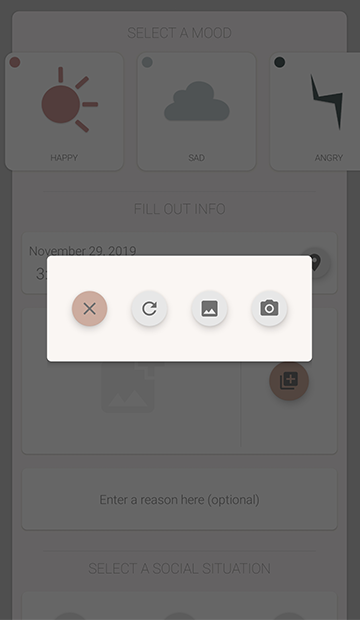 SELECT A MOOD
HAPPY
SAD
ANGRY
FILL OUT INFO
November 29, 2019
3:
Enter a reason here (optional)
SELECT A SOCIAL SITUATION